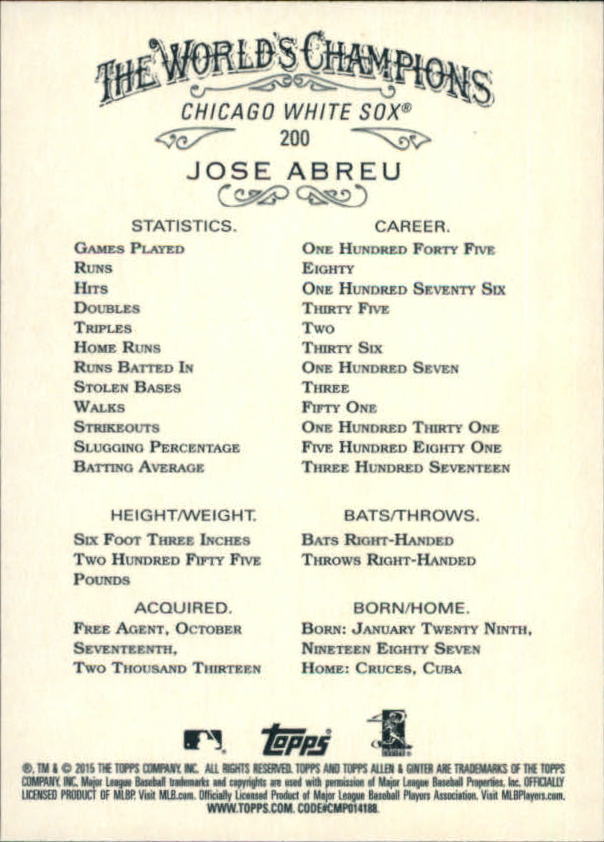 THE WORLD'S CHAMPIONS
CHICAGO WHITE SOX®
200
JOSE ABREU
STATISTICS. CAREER.
GAMES PLAYED ONE HUNDRED FORTY FIVE
RUNS EIGHTY
HITS ONE HUNDRED SEVENTY SIX
DOUBLES THIRTY FIVE
TRIPLES TWO
HOME RUNS THIRTY SIX
RUNS BATTED IN ONE HUNDRED SEVEN
STOLEN BASES THREE
WALKS FIFTY ONE
STRIKEOUTS ONE HUNDRED THIRTY ONE
SLUGGING PERCENTAGE FIVE HUNDRED EIGHTY ONE
BATTING AVERAGE THREE HUNDRED SEVENTEEN
HEIGHT/WEIGHT. BATS/THROWS.
SIX FOOT THREE INCHES BATS RIGHT-HANDED
TWO HUNDRED FIFTY FIVE THROWS RIGHT-HANDED
POUNDS
ACQUIRED. BORN/HOME.
FREE AGENT, OCTOBER BORN: JANUARY TWENTY NINTH,
SEVENTEENTH, NINETEEN EIGHTY SEVEN
TWO THOUSAND THIRTEEN HOME: CRUCES, CUBA
TOPPS
®, TM & © 2015 THE TOPPS COMPANY, INC. ALL RIGHTS RESERVED. TOPPS AND TOPPS ALLEN & GINTER ARE TRADEMARKS OF THE TOPPS
COMPANY, INC. Major League Baseball trademarks and copyrights are used with permission of Major League Baseball Properties, Inc. OFFICIALLY
LICENSED PRODUCT OF MLBP. Visit MLB.com. Officially Licensed Product of Major League Baseball Players Association. Visit MLBPlayers.com.
WWW.TOPPS.COM. CODE#CMP014188.